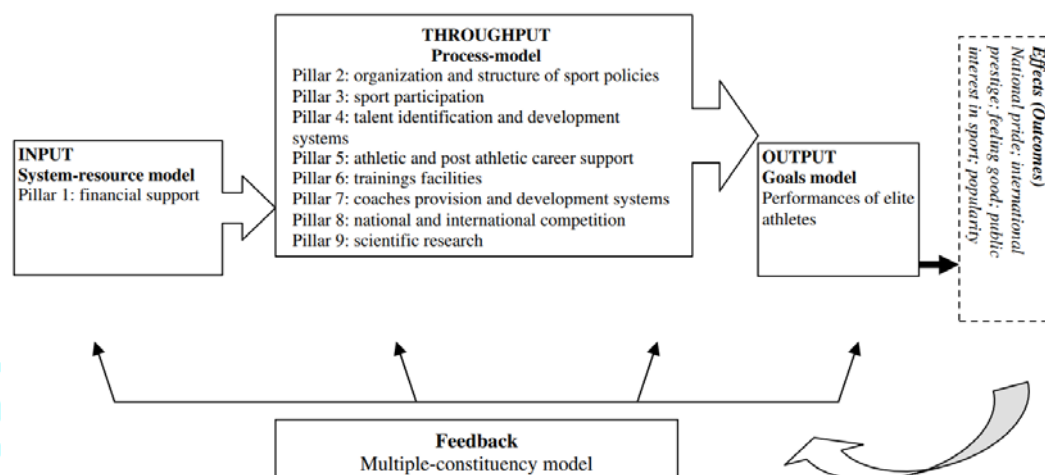 INPUT
System-resource model
Pillar 1: financial support
THROUGHPUT
Process-model
Pillar 2: organization and structure of sport policies
Pillar 3: sport participation
Pillar 4: talent identification and development
systems
Pillar 5: athletic and post athletic career support
Pillar 6: trainings facilities
Pillar 7: coaches provision and development systems
Pillar 8: national and international competition
Pillar 9: scientific research
OUTPUT
Goals model
Performances of elite
athletes
Effects (Outcomes)
National pride; international
prestige; feeling good; public
interest in sport; popularity
Feedback
Multiple-constituency model